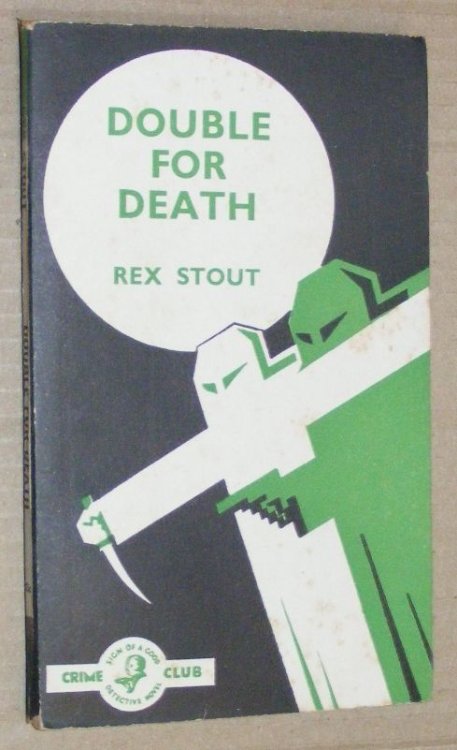 DOUBLE
FOR
DEATH
REX STOUT
CRIME CLUB
SIGN OF A GOOD
DETECTIVE NOVEL